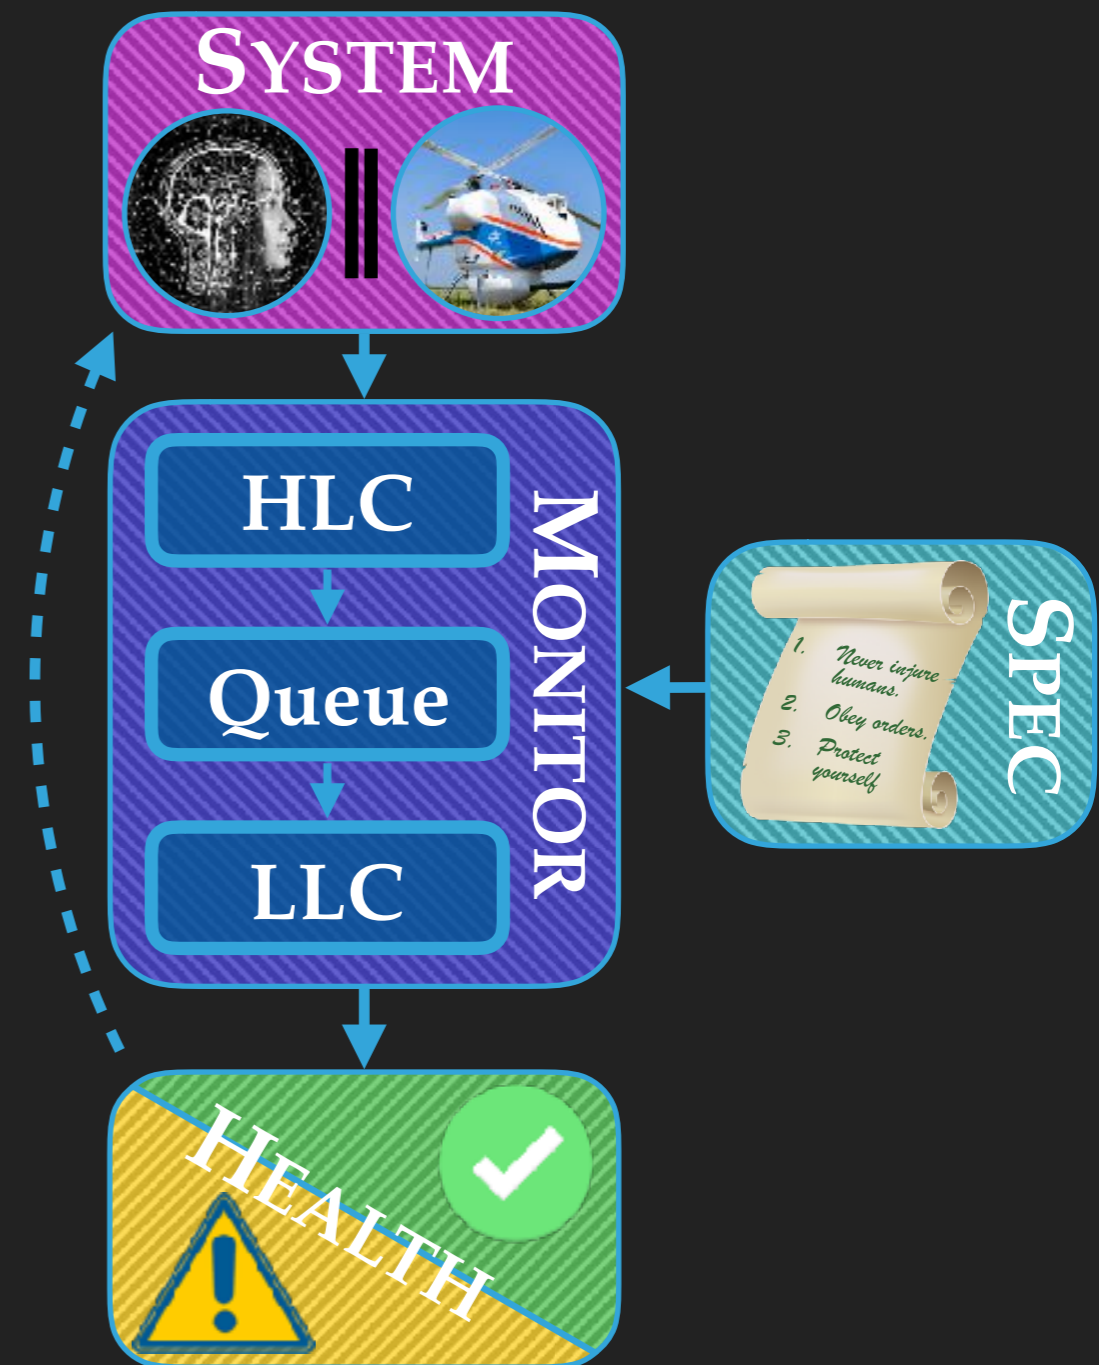 SYSTEM
HLC
Queue
LLC
MONITOR
1. Never injure
humans.
2. Obey orders.
3. Protect
yourself
SPEC
HEALTH